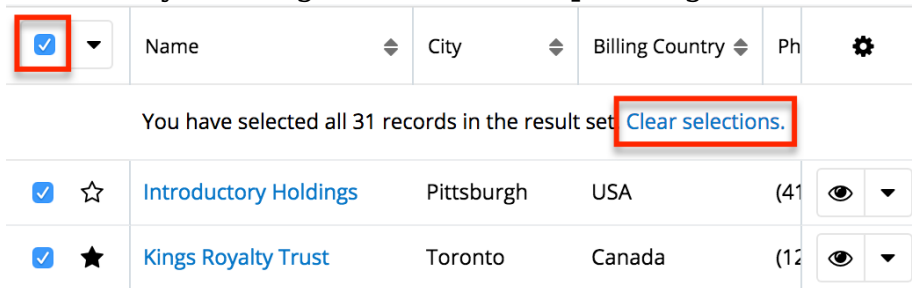 Name City Billing Country Ph
You have selected all 31 records in the result set Clear selections.
Introductory Holdings Pittsburgh USA (41
Kings Royalty Trust Toronto Canada (12